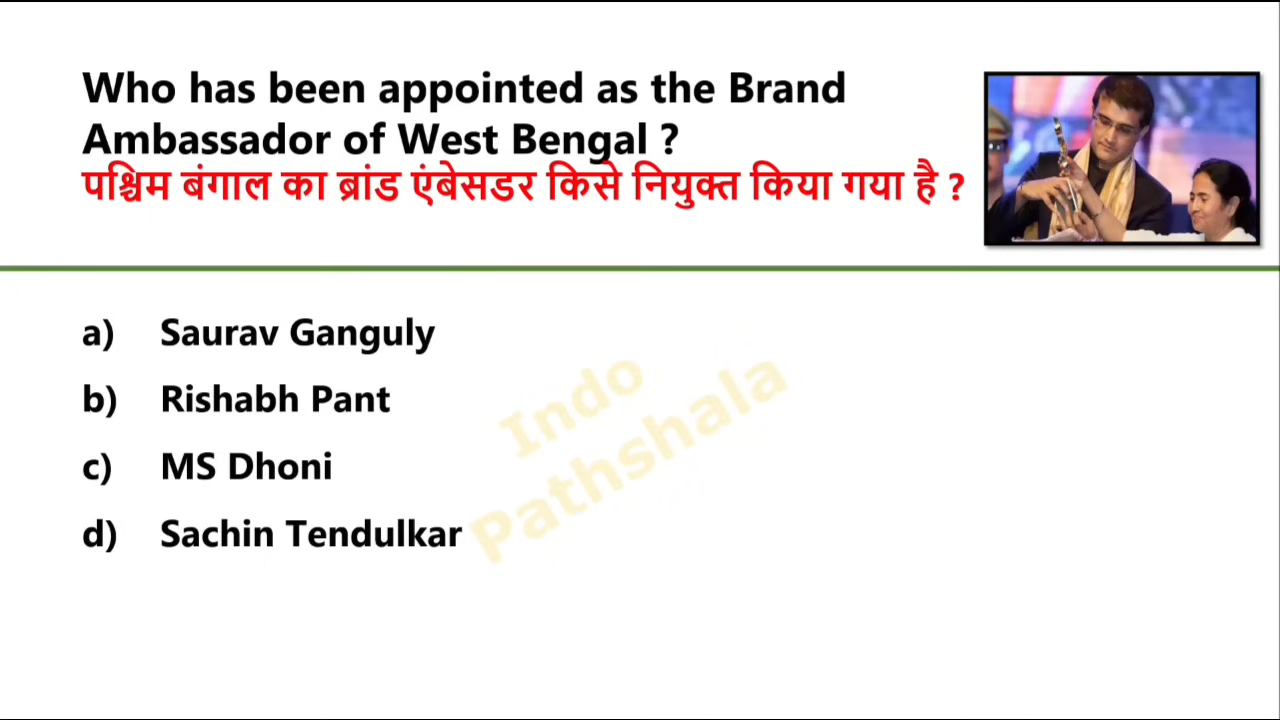 Who has been appointed as the Brand
Ambassador of West Bengal ?
पश्चिम बंगाल का ब्रांड एंबेसडर किसे नियुक्त किया गया है ?
a) Saurav Ganguly
b) Rishabh Pant
c) MS Dhoni
d) Sachin Tendulkar
Indo
Pathshala